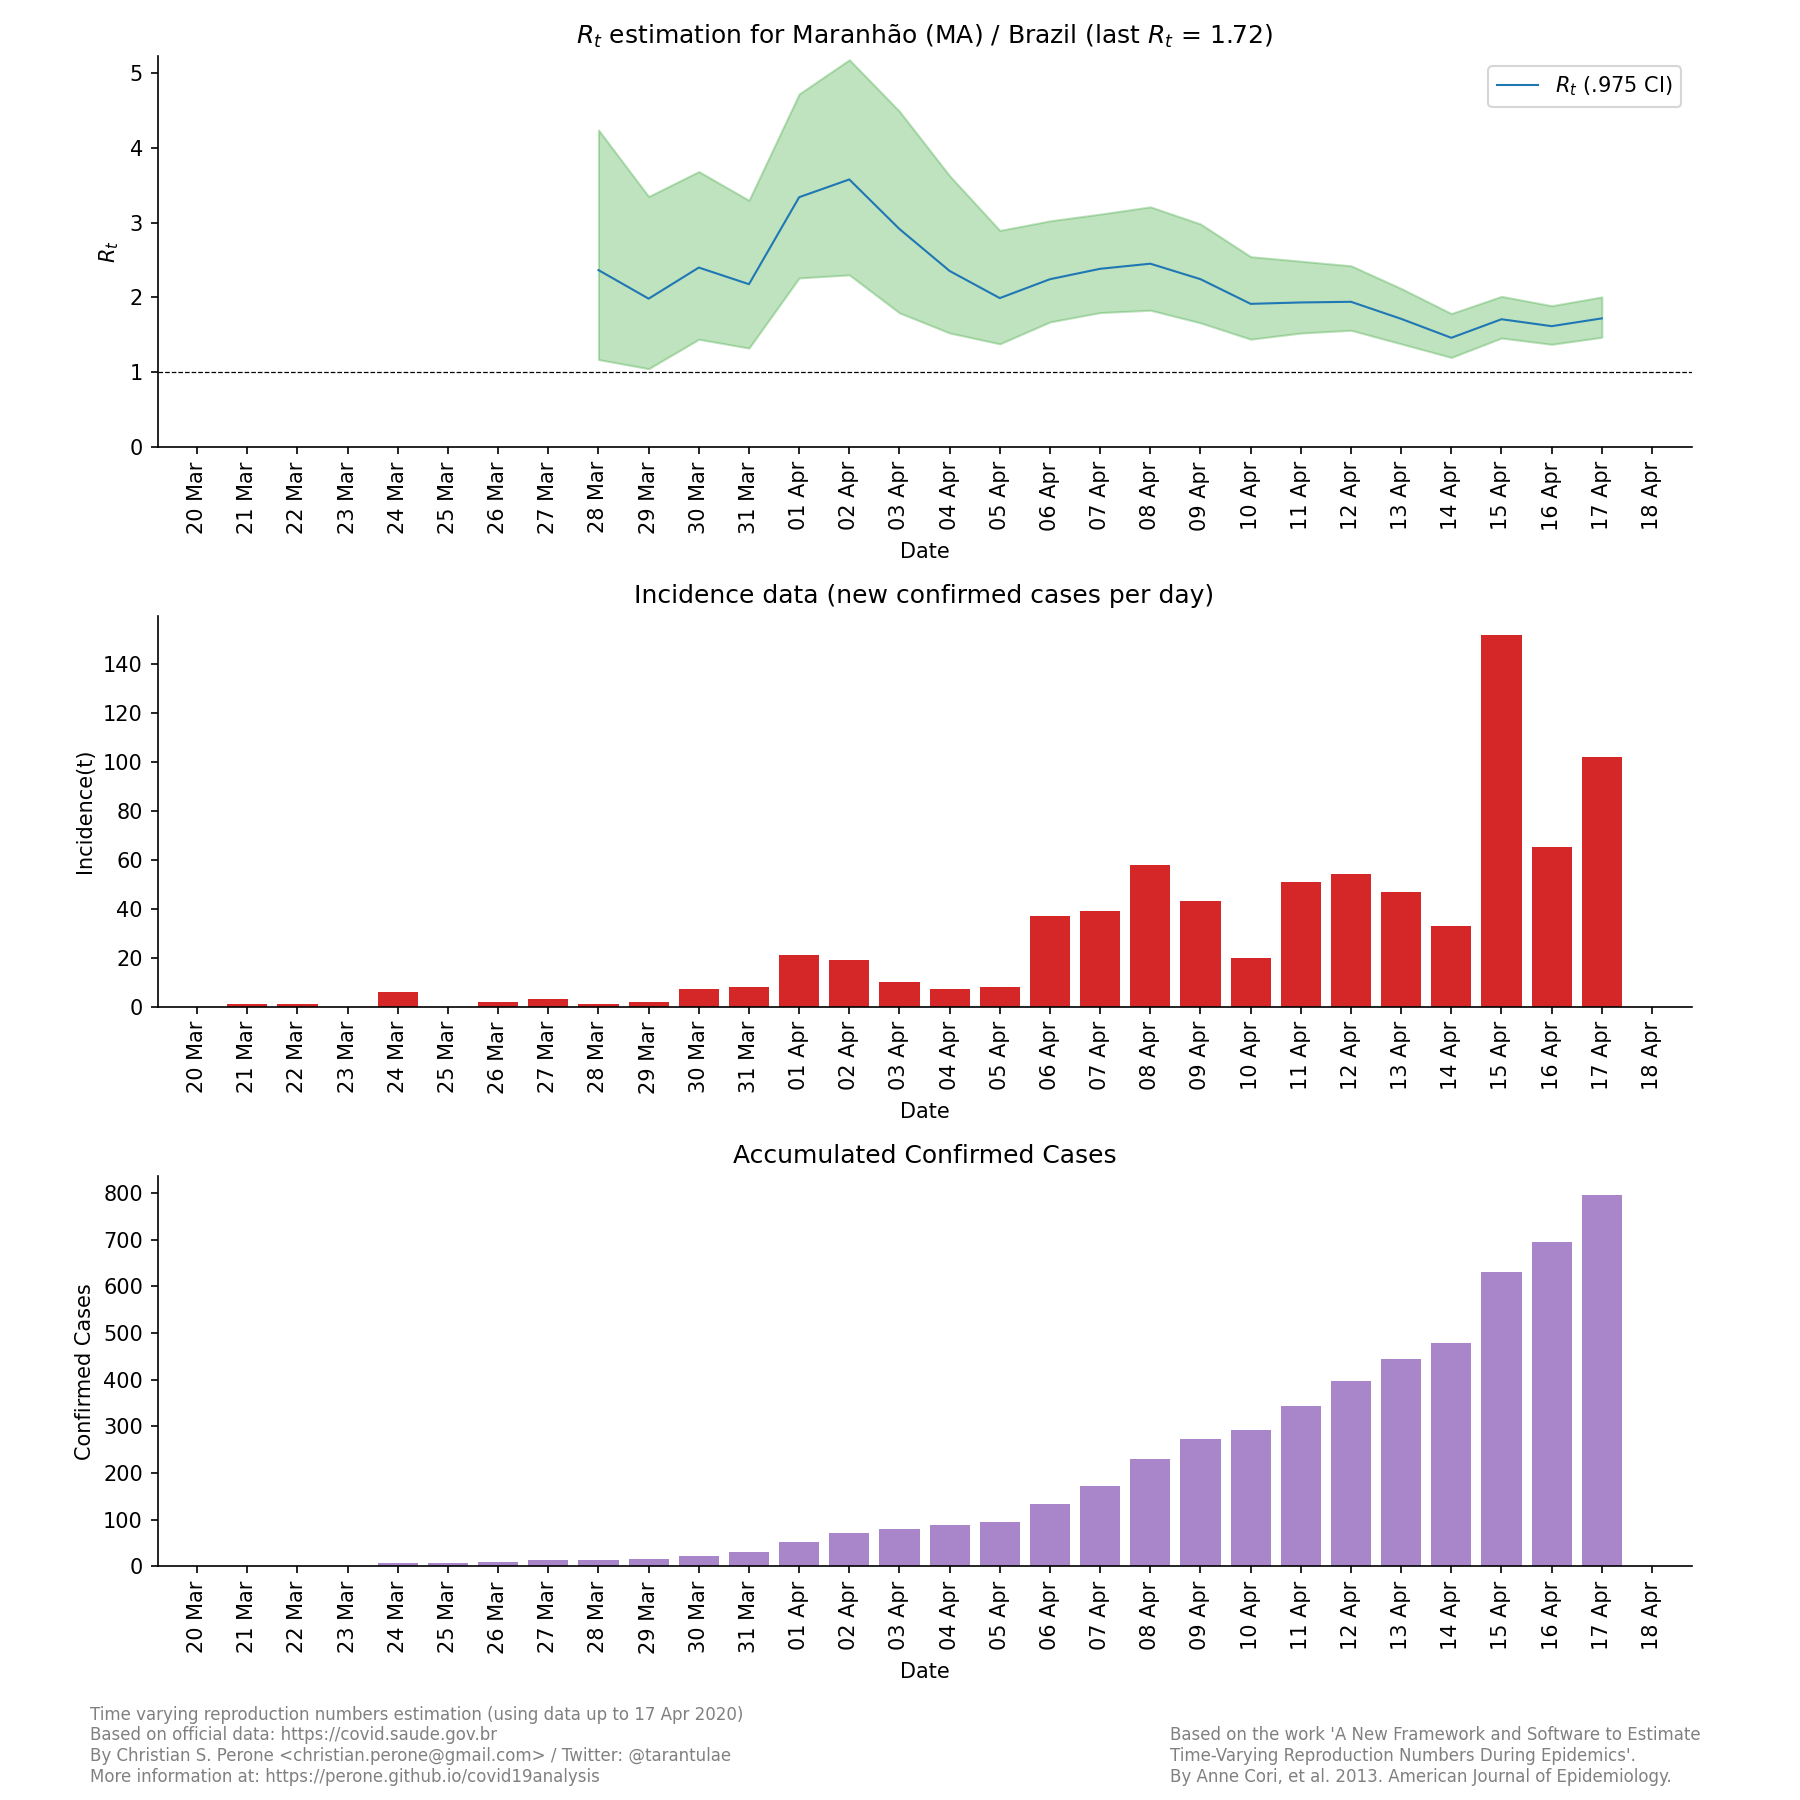 Rt estimation for Maranhão (MA) / Brazil (last Rt = 1.72)
Rt (.975 CI)
5
4
3
2
1
0
Rt
20 Mar 21 Mar 22 Mar 23 Mar 24 Mar 25 Mar 26 Mar 27 Mar 28 Mar 29 Mar 30 Mar 31 Mar 01 Apr 02 Apr 03 Apr 04 Apr 05 Apr 06 Apr 07 Apr 08 Apr 09 Apr 10 Apr 11 Apr 12 Apr 13 Apr 14 Apr 15 Apr 16 Apr 17 Apr 18 Apr
Date
Incidence data (new confirmed cases per day)
140
120
100
80
60
40
20
0
Incidence(t)
20 Mar 21 Mar 22 Mar 23 Mar 24 Mar 25 Mar 26 Mar 27 Mar 28 Mar 29 Mar 30 Mar 31 Mar 01 Apr 02 Apr 03 Apr 04 Apr 05 Apr 06 Apr 07 Apr 08 Apr 09 Apr 10 Apr 11 Apr 12 Apr 13 Apr 14 Apr 15 Apr 16 Apr 17 Apr 18 Apr
Date
Accumulated Confirmed Cases
800
700
600
500
400
300
200
100
0
Confirmed Cases
20 Mar 21 Mar 22 Mar 23 Mar 24 Mar 25 Mar 26 Mar 27 Mar 28 Mar 29 Mar 30 Mar 31 Mar 01 Apr 02 Apr 03 Apr 04 Apr 05 Apr 06 Apr 07 Apr 08 Apr 09 Apr 10 Apr 11 Apr 12 Apr 13 Apr 14 Apr 15 Apr 16 Apr 17 Apr 18 Apr
Date
Time varying reproduction numbers estimation (using data up to 17 Apr 2020)
Based on official data: https://covid.saude.gov.br
By Christian S. Perone <christian.perone@gmail.com> / Twitter: @tarantulae
More information at: https://perone.github.io/covid19analysis
Based on the work 'A New Framework and Software to Estimate
Time-Varying Reproduction Numbers During Epidemics'.
By Anne Cori, et al. 2013. American Journal of Epidemiology.